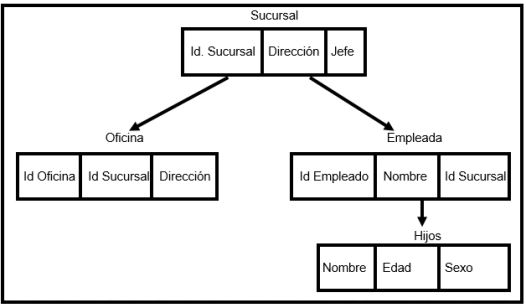 Sucursal
Id. Sucursal Dirección Jefe
Oficina Empleada
Id Oficina Id Sucursal Dirección Id Empleado Nombre Id Sucursal
Hijos
Nombre Edad Sexo